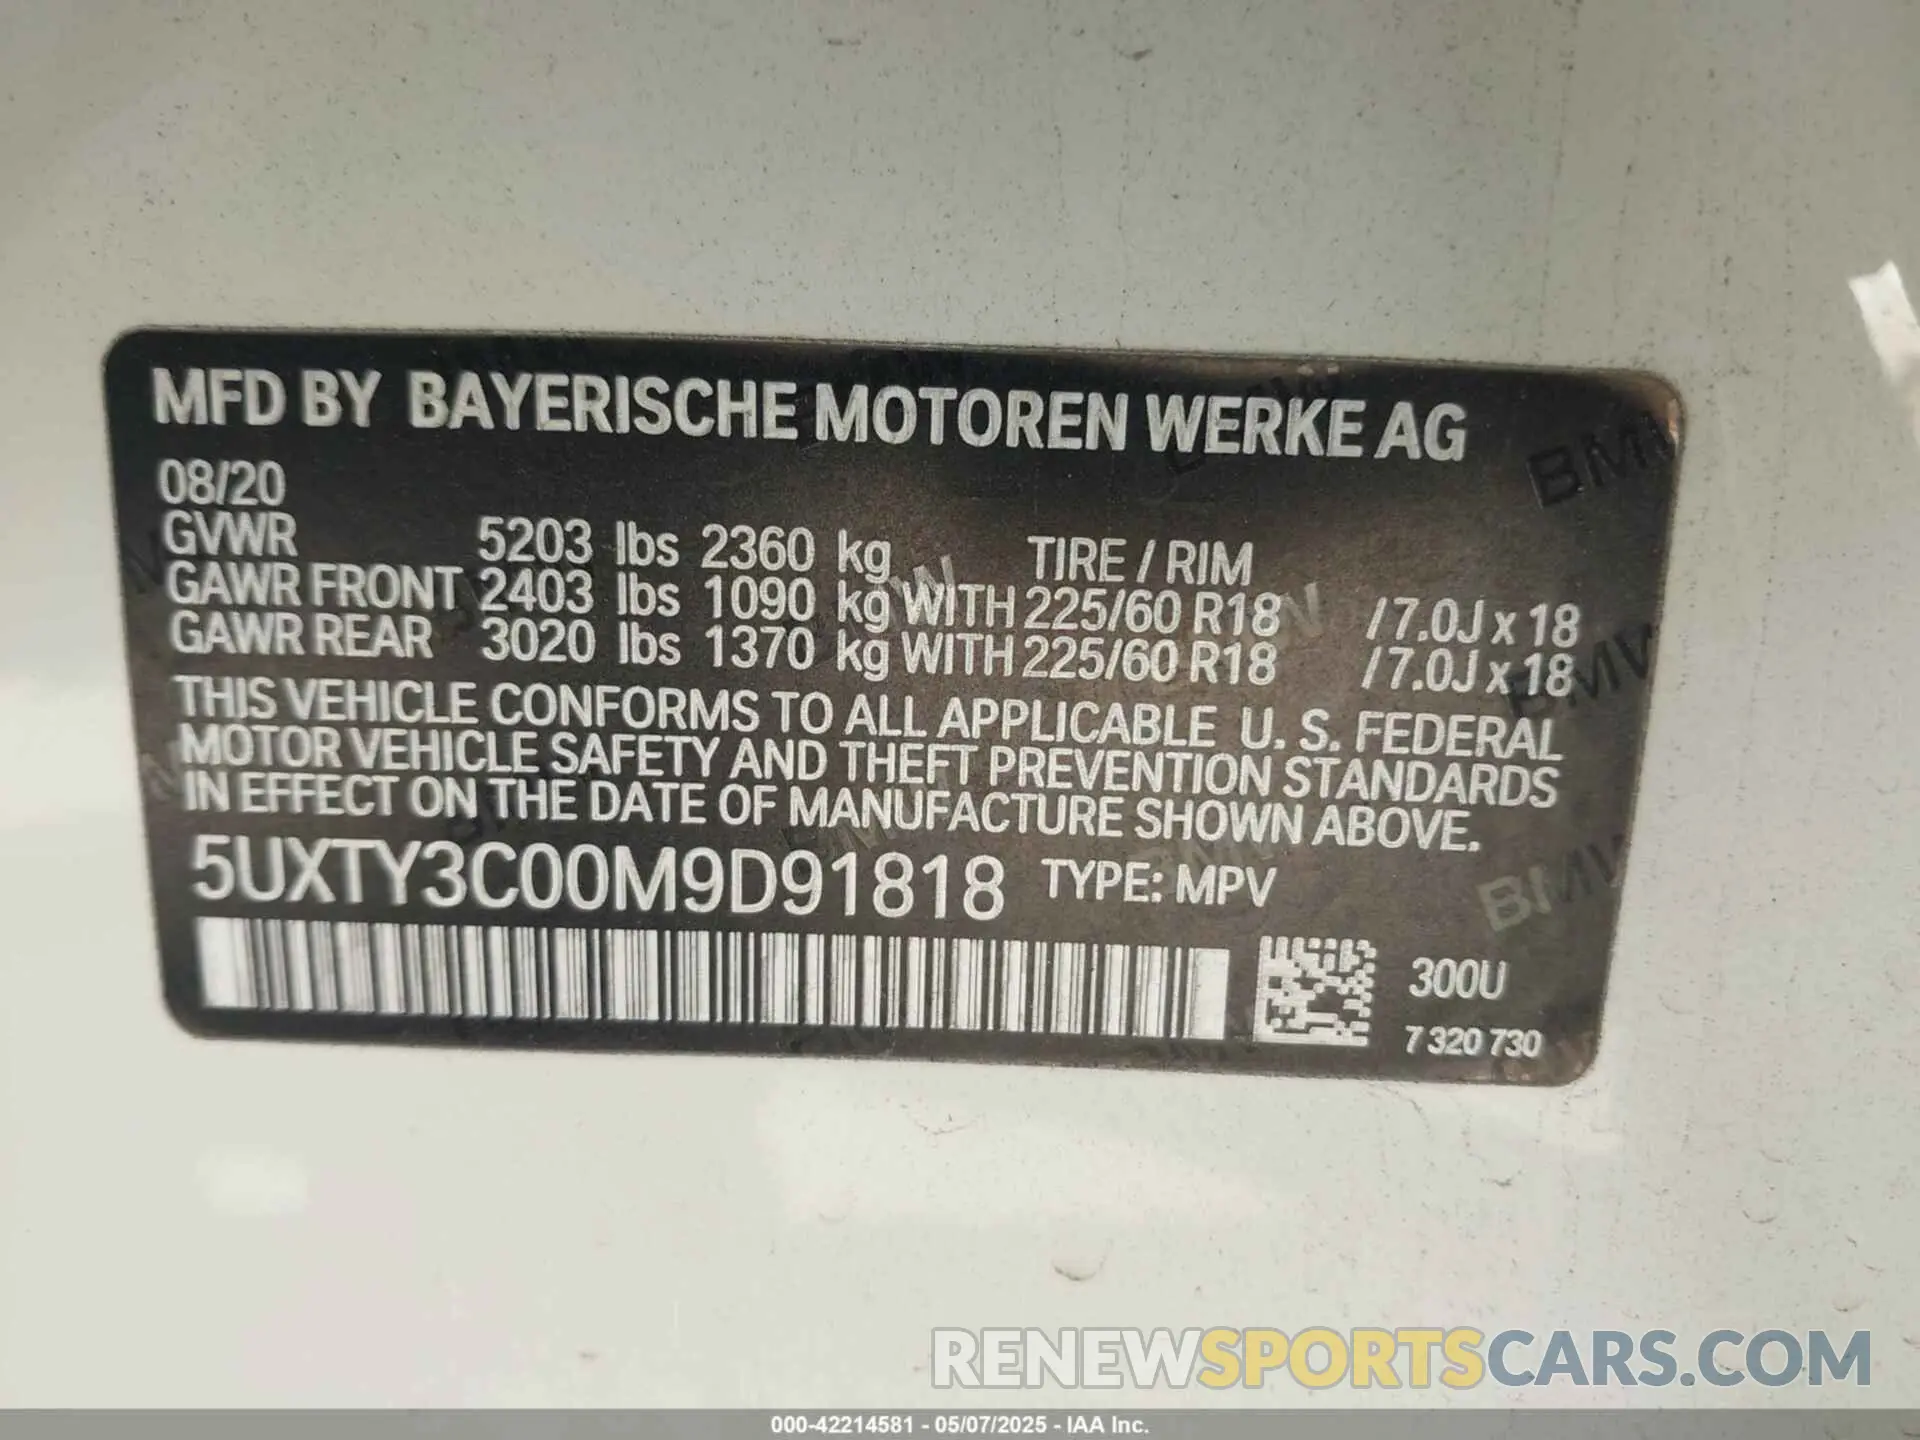 MFD BY BAYERISCHE MOTOREN WERKE AG
08/20
GVWR 5203 lbs 2360 kg TIRE / RIM
GAWR FRONT 2403 lbs 1090 kg WITH 225/60 R18 /7.0J x 18
GAWR REAR 3020 lbs 1370 kg WITH 225/60 R18 /7.0J x 18
THIS VEHICLE CONFORMS TO ALL APPLICABLE U. S. FEDERAL
MOTOR VEHICLE SAFETY AND THEFT PREVENTION STANDARDS
IN EFFECT ON THE DATE OF MANUFACTURE SHOWN ABOVE.
5UXTY3C00M9D91818 TYPE: MPV
300U
7 320 730
RENEWSPORTSCARS.COM
000-42214581 - 05/07/2025 - IAA Inc.